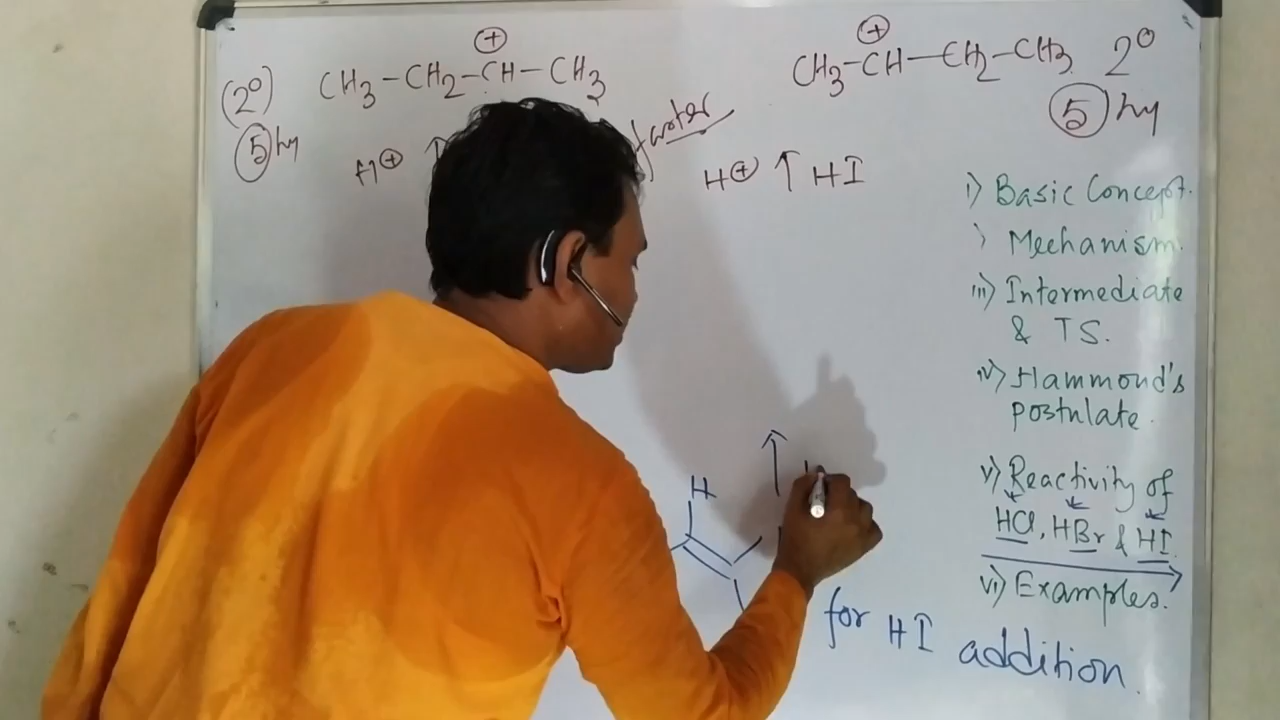 (2°) CH3-CH2-CH-CH3
⊕
5 hy
H⊕ ↑
faster
⊕
CH3-CH-CH2-CH3 2°
5 hy
H⊕ ↑ HI
i) Basic Concept.
) Mechanism.
iii) Intermediate
& TS.
iv) Hammond's
postulate.
v) Reactivity of
HCl, HBr & HI.
vi) Examples.
H
for HI addition.